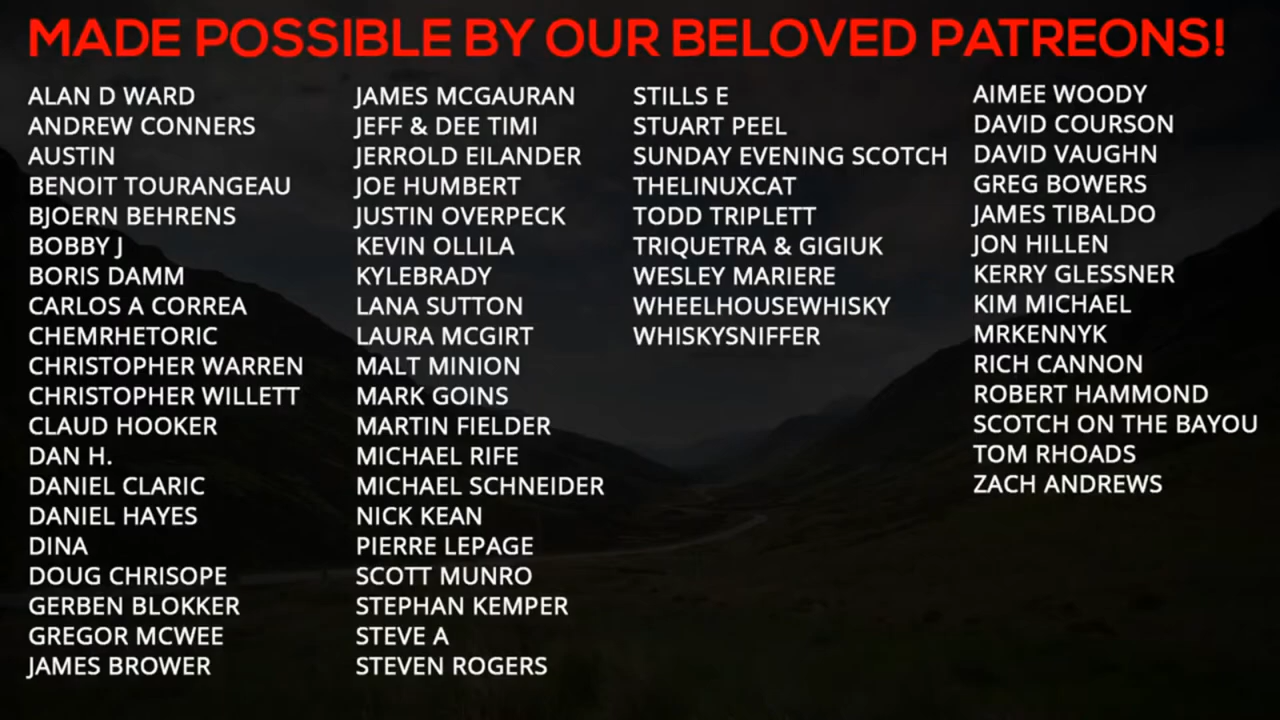 MADE POSSIBLE BY OUR BELOVED PATREONS!
ALAN D WARD
ANDREW CONNERS
AUSTIN
BENOIT TOURANGEAU
BJOERN BEHRENS
BOBBY J
BORIS DAMM
CARLOS A CORREA
CHEMRHETORIC
CHRISTOPHER WARREN
CHRISTOPHER WILLETT
CLAUD HOOKER
DAN H.
DANIEL CLARIC
DANIEL HAYES
DINA
DOUG CHRISOPE
GERBEN BLOKKER
GREGOR MCWEE
JAMES BROWER
JAMES MCGAURAN
JEFF & DEE TIMI
JERROLD EILANDER
JOE HUMBERT
JUSTIN OVERPECK
KEVIN OLLILA
KYLEBRADY
LANA SUTTON
LAURA MCGIRT
MALT MINION
MARK GOINS
MARTIN FIELDER
MICHAEL RIFE
MICHAEL SCHNEIDER
NICK KEAN
PIERRE LEPAGE
SCOTT MUNRO
STEPHAN KEMPER
STEVE A
STEVEN ROGERS
STILLS E
STUART PEEL
SUNDAY EVENING SCOTCH
THELINUXCAT
TODD TRIPLETT
TRIQUETRA & GIGIUK
WESLEY MARIERE
WHEELHOUSEWHISKY
WHISKYSNIFFER
AIMEE WOODY
DAVID COURSON
DAVID VAUGHN
GREG BOWERS
JAMES TIBALDO
JON HILLEN
KERRY GLESSNER
KIM MICHAEL
MRKENNYK
RICH CANNON
ROBERT HAMMOND
SCOTCH ON THE BAYOU
TOM RHOADS
ZACH ANDREWS